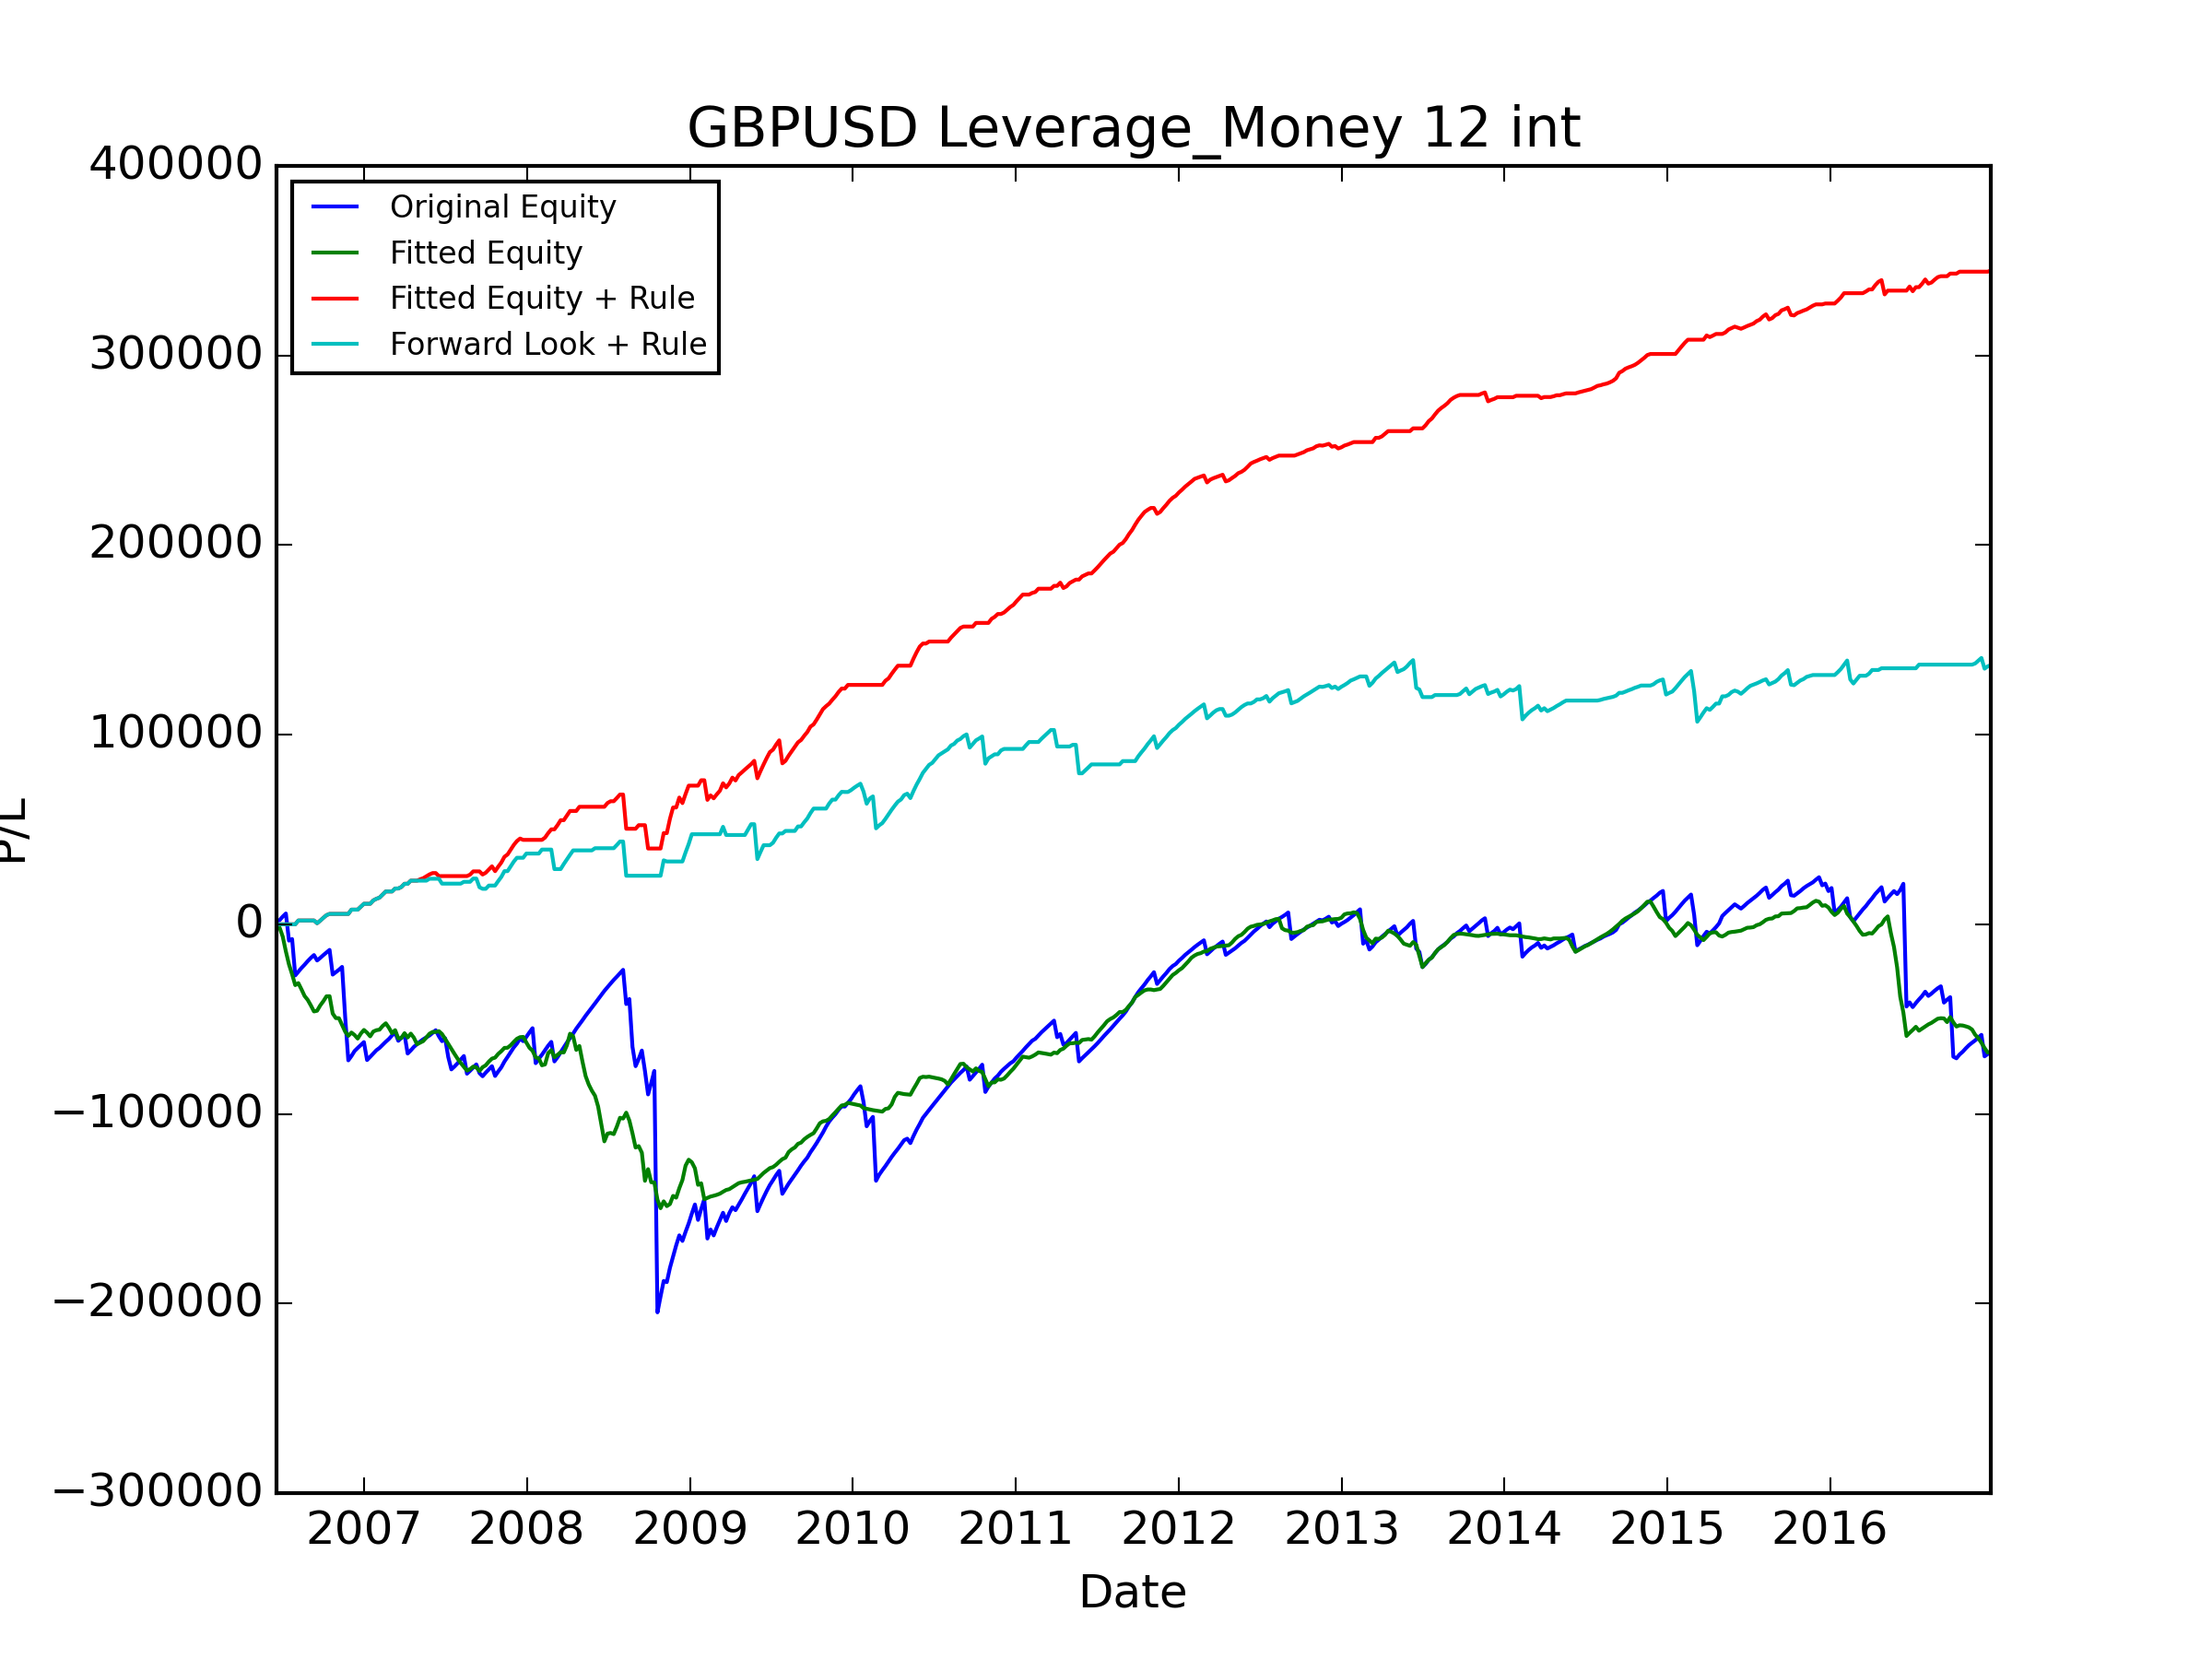 GBPUSD Leverage_Money 12 int
400000
300000
200000
100000
0
−100000
−200000
−300000
P/L
Original Equity
Fitted Equity
Fitted Equity + Rule
Forward Look + Rule
2007 2008 2009 2010 2011 2012 2013 2014 2015 2016
Date